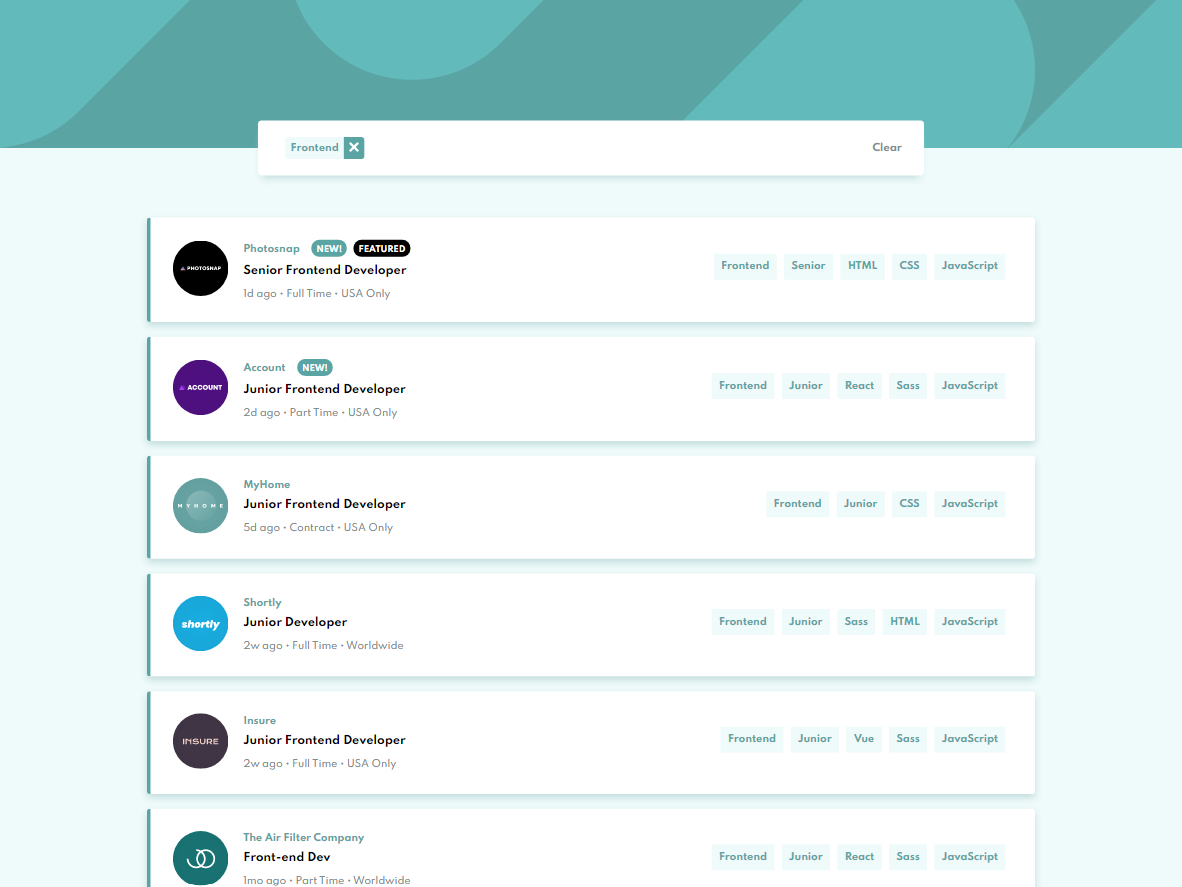 Frontend Clear
Photosnap NEW! FEATURED
PHOTOSNAP
Senior Frontend Developer
1d ago • Full Time • USA Only
Frontend Senior HTML CSS JavaScript
Account NEW!
ACCOUNT
Junior Frontend Developer
2d ago • Part Time • USA Only
Frontend Junior React Sass JavaScript
MyHome
MYHOME
Junior Frontend Developer
5d ago • Contract • USA Only
Frontend Junior CSS JavaScript
Shortly
shortly
Junior Developer
2w ago • Full Time • Worldwide
Frontend Junior Sass HTML JavaScript
Insure
INSURE
Junior Frontend Developer
2w ago • Full Time • USA Only
Frontend Junior Vue Sass JavaScript
The Air Filter Company
Front-end Dev
1mo ago • Part Time • Worldwide
Frontend Junior React Sass JavaScript